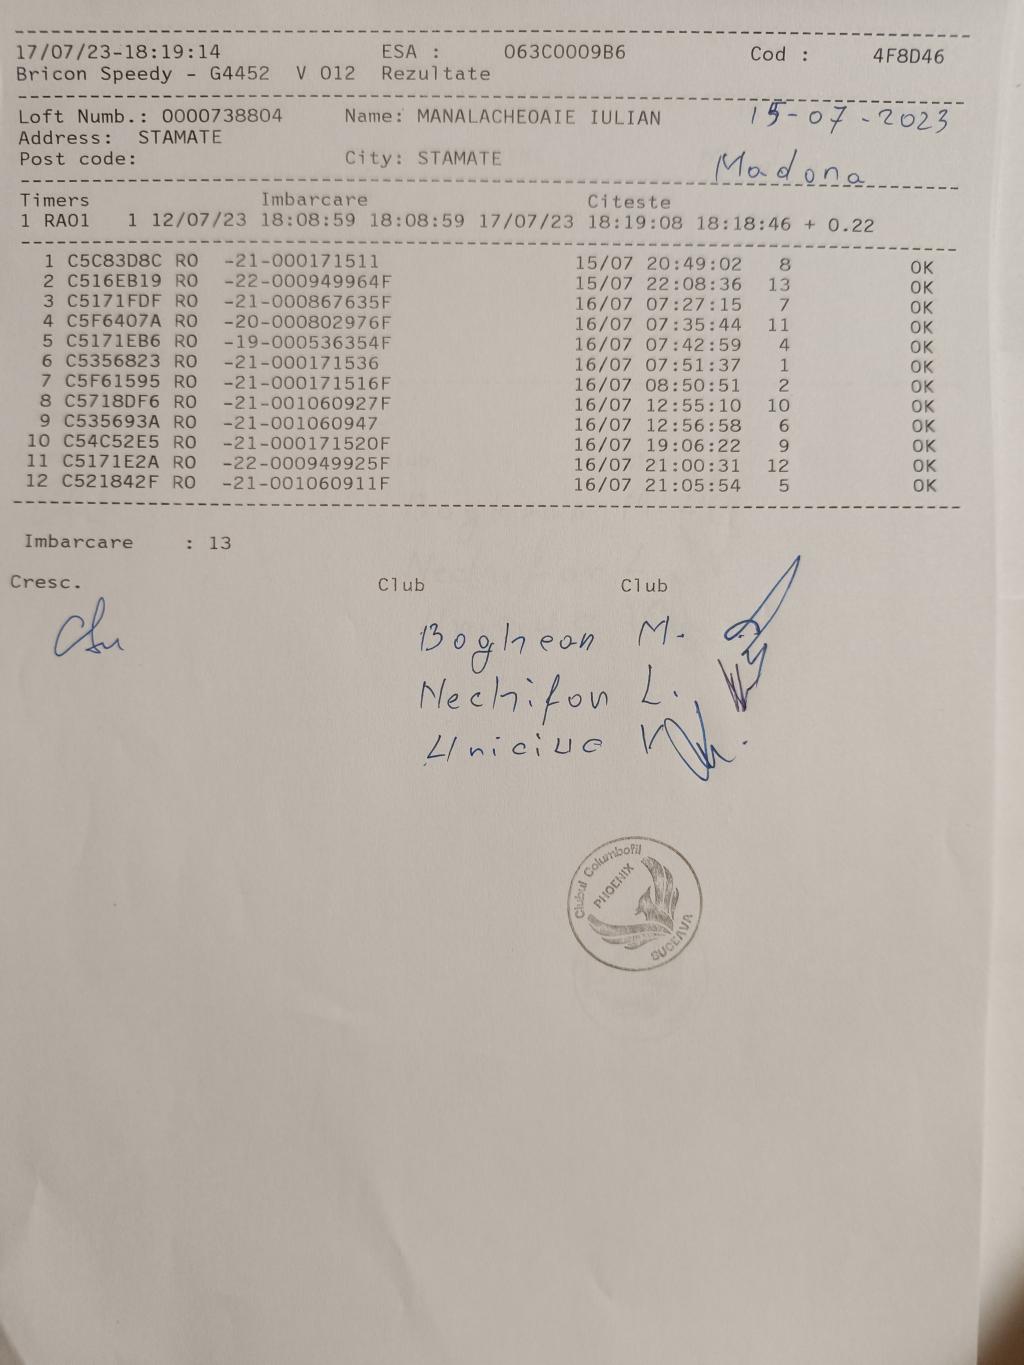 17/07/23-18:19:14 ESA : 063C0009B6 Cod : 4F8D46
Bricon Speedy - G4452 V 012 Rezultate
Loft Numb.: 0000738804 Name: MANALACHEOAIE IULIAN 15-07-2023
Address: STAMATE
Post code: City: STAMATE Madona
Timers Imbarcare Citeste
1 RA01 1 12/07/23 18:08:59 18:08:59 17/07/23 18:19:08 18:18:46 + 0.22
1 C5C83D8C RO -21-000171511 15/07 20:49:02 8 OK
2 C516EB19 RO -22-000949964F 15/07 22:08:36 13 OK
3 C5171FDF RO -21-000867635F 16/07 07:27:15 7 OK
4 C5F6407A RO -20-000802976F 16/07 07:35:44 11 OK
5 C5171EB6 RO -19-000536354F 16/07 07:42:59 4 OK
6 C5356823 RO -21-000171536 16/07 07:51:37 1 OK
7 C5F61595 RO -21-000171516F 16/07 08:50:51 2 OK
8 C5718DF6 RO -21-001060927F 16/07 12:55:10 10 OK
9 C535693A RO -21-001060947 16/07 12:56:58 6 OK
10 C54C52E5 RO -21-000171520F 16/07 19:06:22 9 OK
11 C5171E2A RO -22-000949925F 16/07 21:00:31 12 OK
12 C521842F RO -21-001060911F 16/07 21:05:54 5 OK
Imbarcare : 13
Cresc. Club Club
Boghean M.
Nechifor L.
Clubul Columbofil
PHOENIX
SUCEAVA